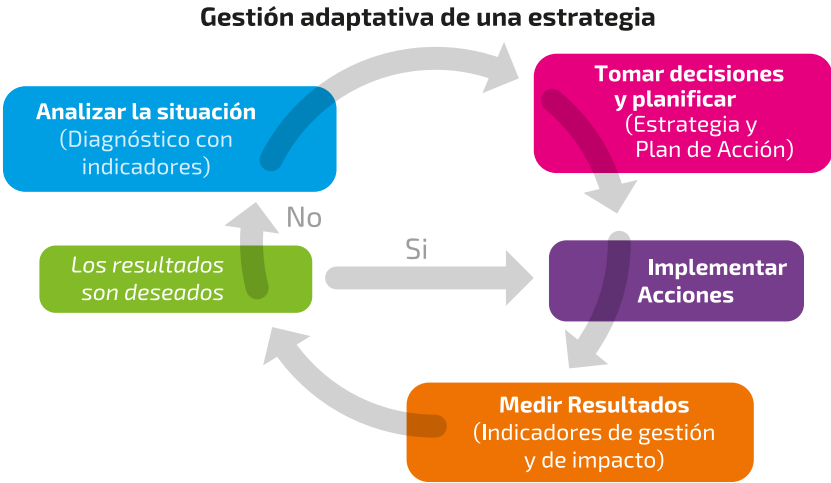 Gestión adaptativa de una estrategia
Analizar la situación
(Diagnóstico con
indicadores)
Tomar decisiones
y planificar
(Estrategia y
Plan de Acción)
No
Si
Los resultados
son deseados
Implementar
Acciones
Medir Resultados
(Indicadores de gestión
y de impacto)